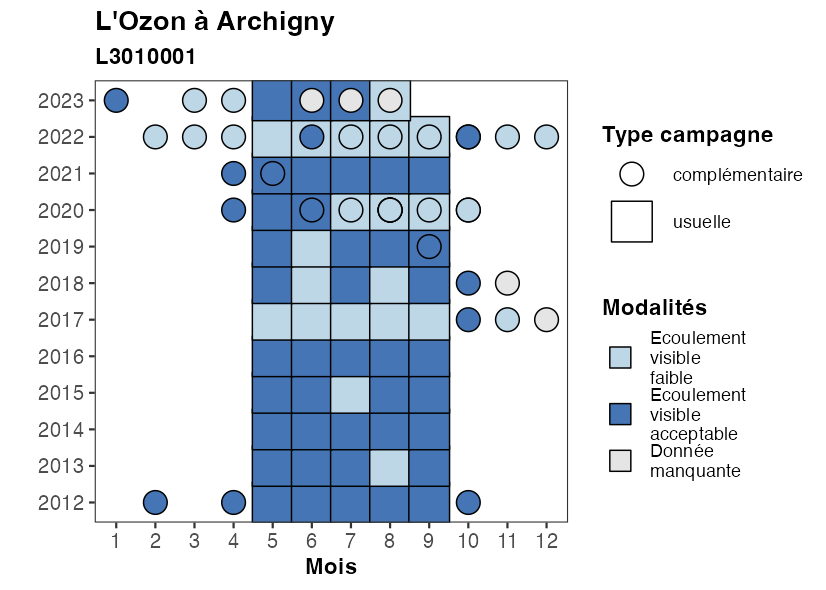 L'Ozon à Archigny
L3010001
2023
2022
2021
2020
2019
2018
2017
2016
2015
2014
2013
2012
1 2 3 4 5 6 7 8 9 10 11 12
Mois
Type campagne
complémentaire
usuelle
Modalités
Ecoulement
visible
faible
Ecoulement
visible
acceptable
Donnée
manquante